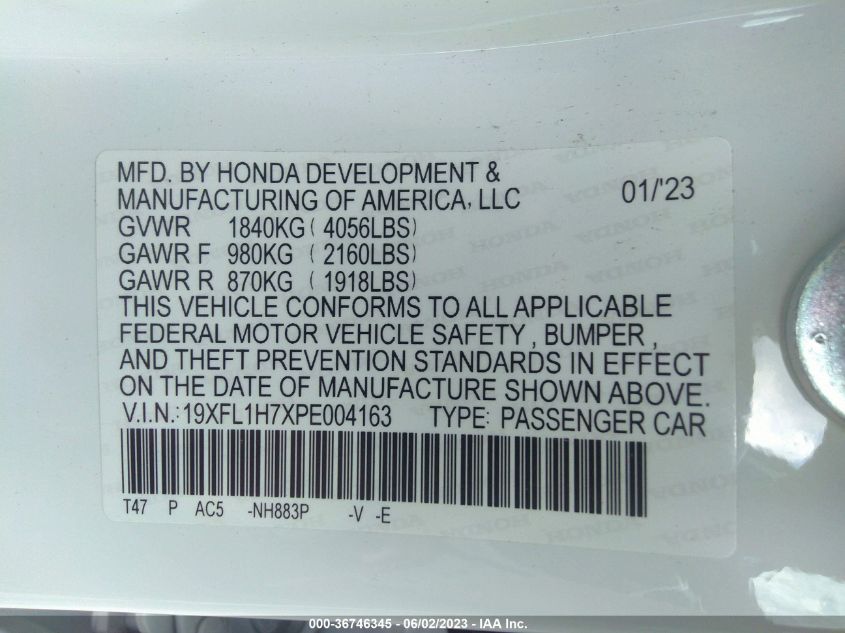 MFD. BY HONDA DEVELOPMENT &
MANUFACTURING OF AMERICA, LLC 01/'23
GVWR 1840KG ( 4056LBS)
GAWR F 980KG ( 2160LBS)
GAWR R 870KG ( 1918LBS)
THIS VEHICLE CONFORMS TO ALL APPLICABLE
FEDERAL MOTOR VEHICLE SAFETY , BUMPER ,
AND THEFT PREVENTION STANDARDS IN EFFECT
ON THE DATE OF MANUFACTURE SHOWN ABOVE.
V.I.N.:19XFL1H7XPE004163 TYPE: PASSENGER CAR
T47 P AC5 -NH883P -V -E
000-36746345 - 06/02/2023 - IAA Inc.